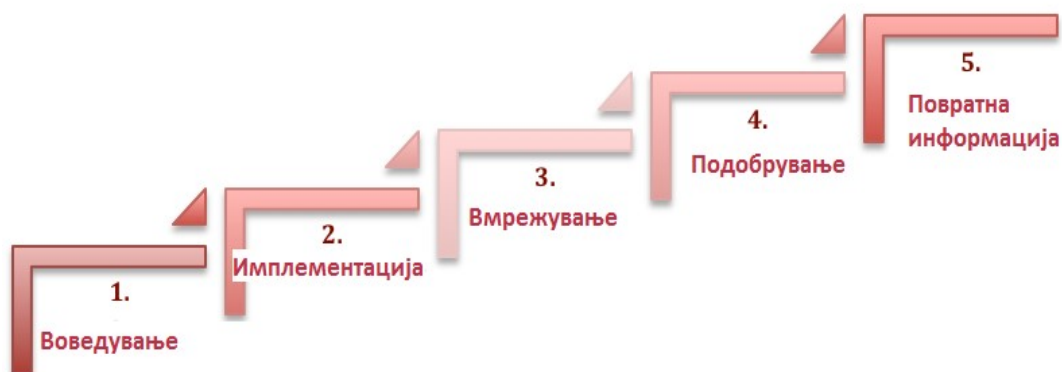 1.
Воведување
2.
Имплементација
3.
Вмрежување
4.
Подобрување
5.
Повратна
информација